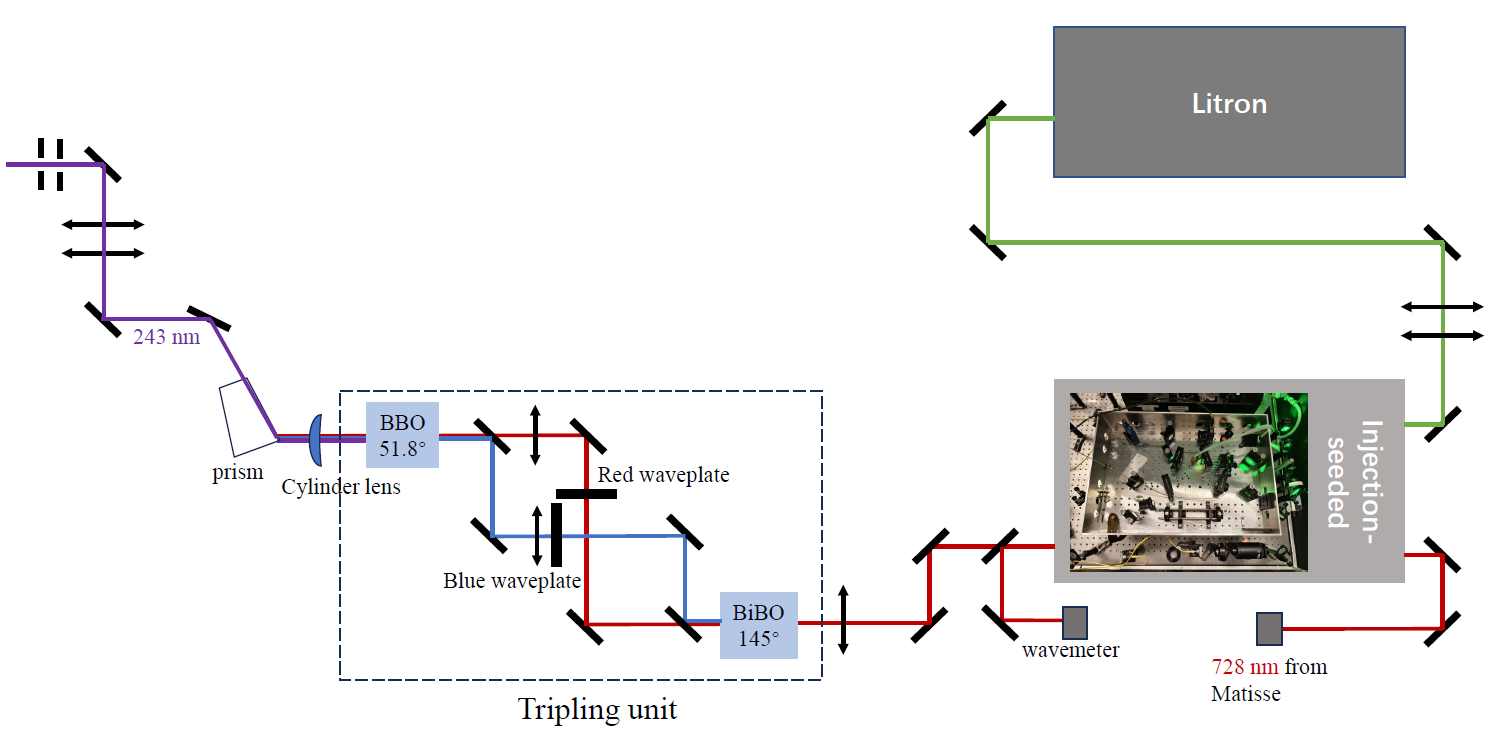 Litron
243 nm
Injection-
seeded
BBO
51.8°
prism
Cylinder lens
Red waveplate
Blue waveplate
BiBO
145°
wavemeter
728 nm from
Matisse
Tripling unit